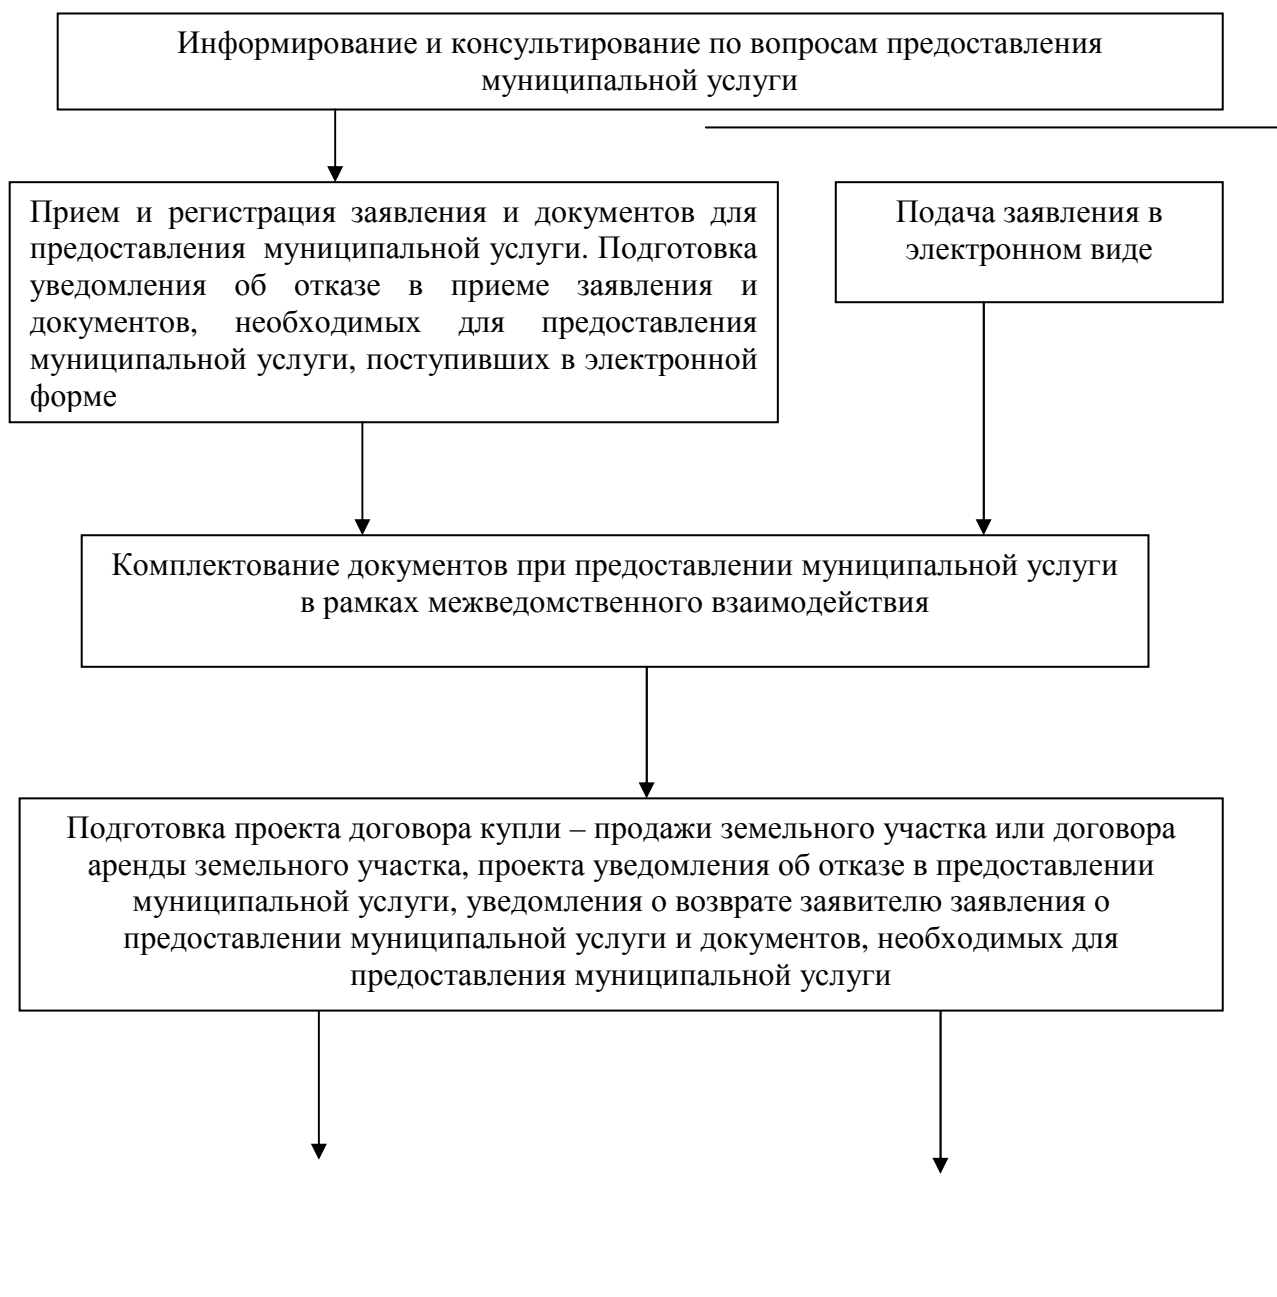 Информирование и консультирование по вопросам предоставления
муниципальной услуги
Прием и регистрация заявления и документов для
предоставления муниципальной услуги. Подготовка
уведомления об отказе в приеме заявления и
документов, необходимых для предоставления
муниципальной услуги, поступивших в электронной
форме
Подача заявления в
электронном виде
Комплектование документов при предоставлении муниципальной услуги
в рамках межведомственного взаимодействия
Подготовка проекта договора купли – продажи земельного участка или договора
аренды земельного участка, проекта уведомления об отказе в предоставлении
муниципальной услуги, уведомления о возврате заявителю заявления о
предоставлении муниципальной услуги и документов, необходимых для
предоставления муниципальной услуги